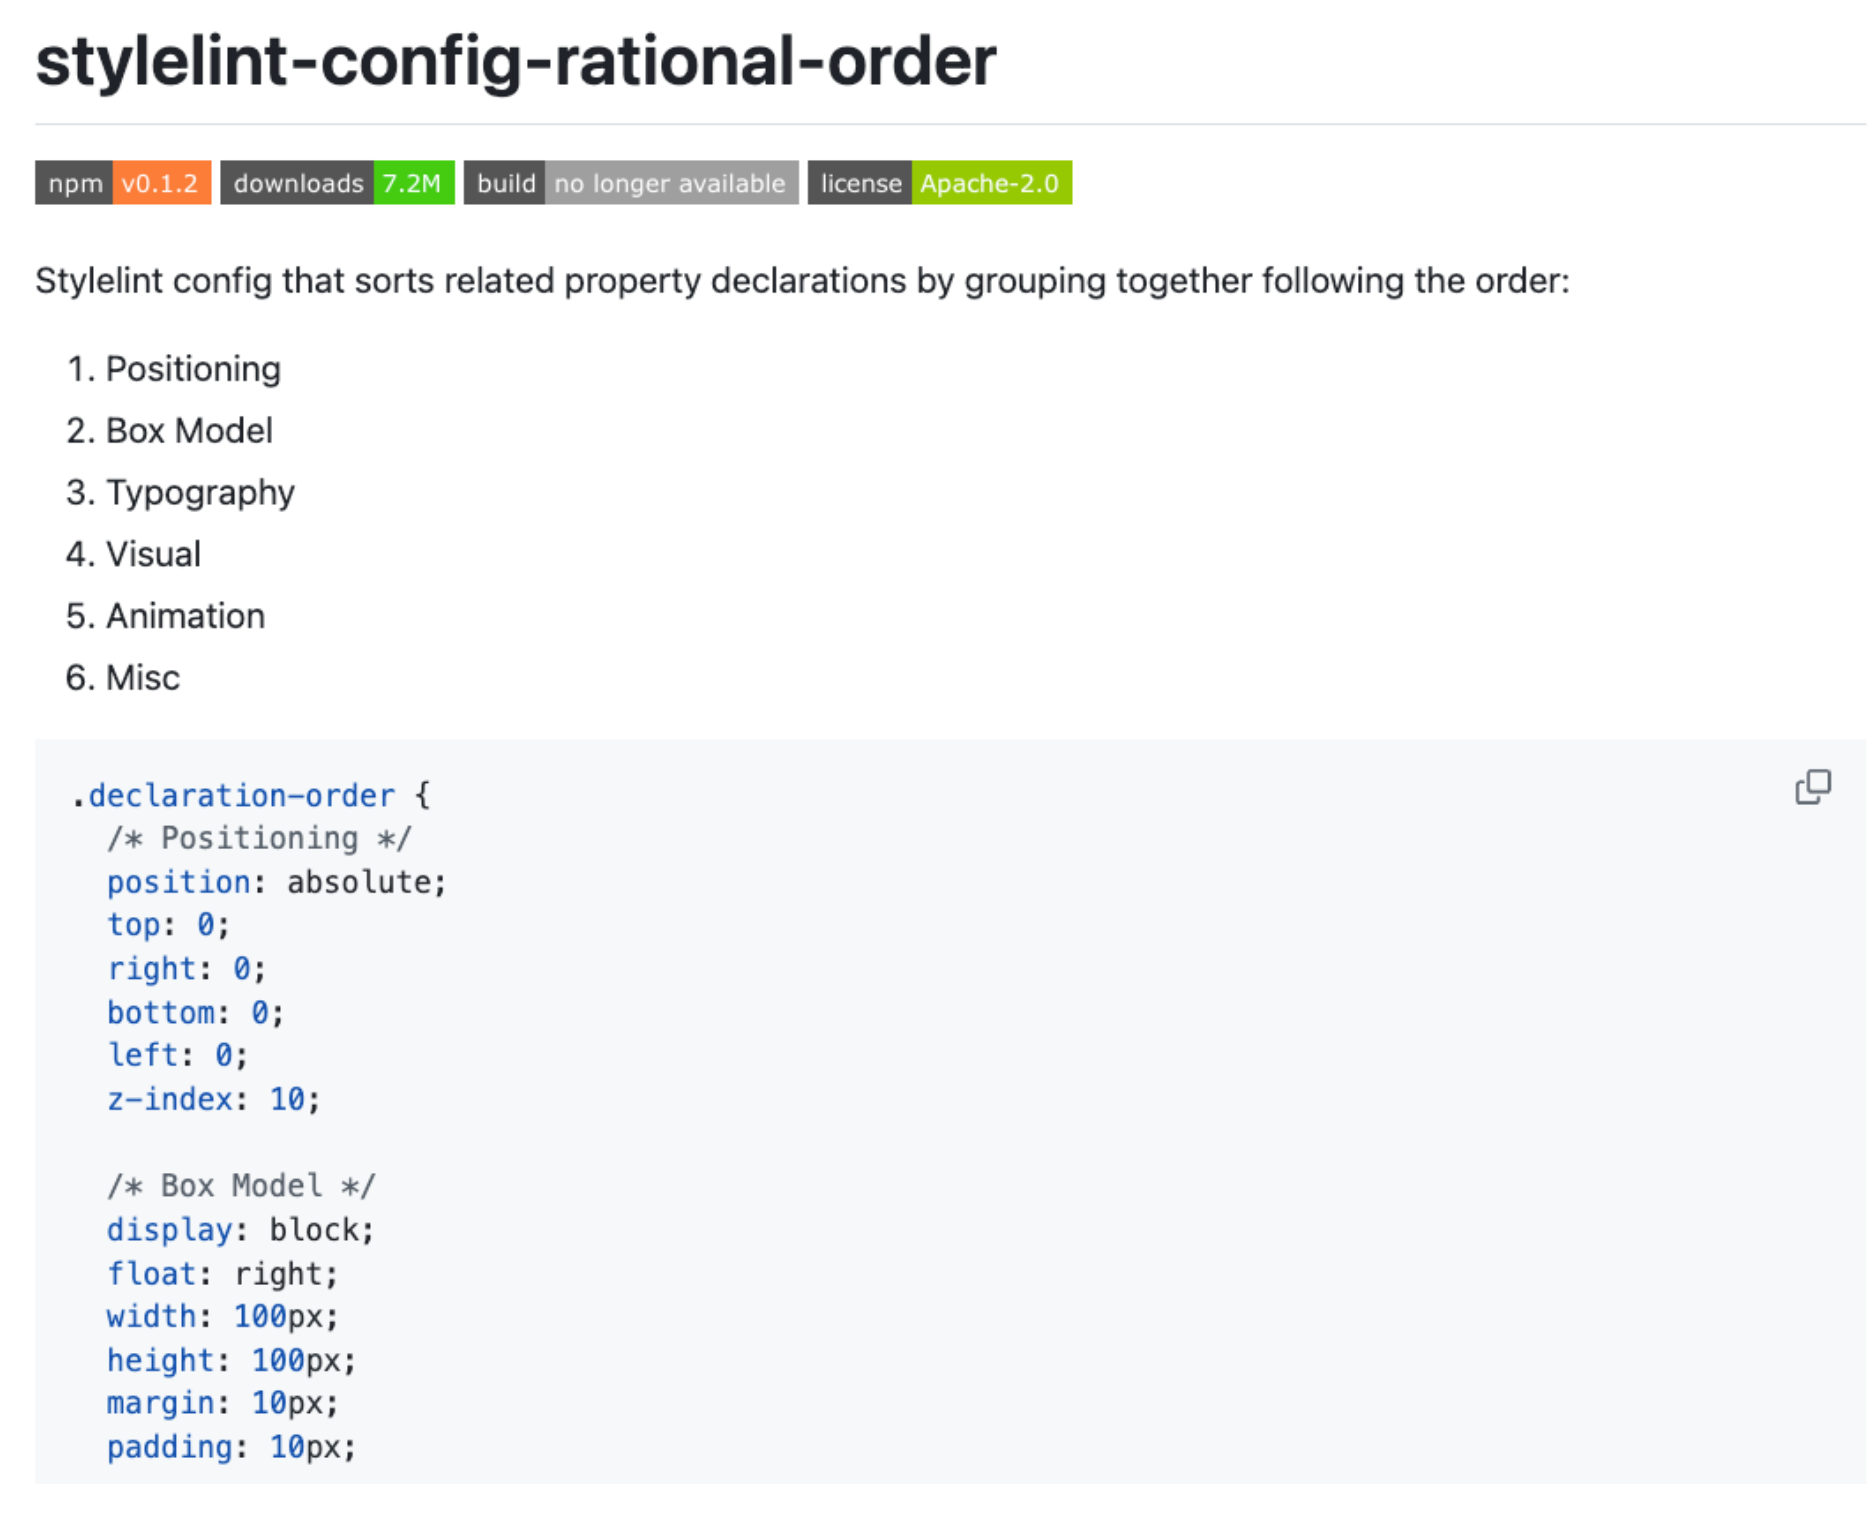 stylelint-config-rational-order
npm v0.1.2 downloads 7.2M build no longer available license Apache-2.0
Stylelint config that sorts related property declarations by grouping together following the order:
1. Positioning
2. Box Model
3. Typography
4. Visual
5. Animation
6. Misc
.declaration-order {
  /* Positioning */
  position: absolute;
  top: 0;
  right: 0;
  bottom: 0;
  left: 0;
  z-index: 10;

  /* Box Model */
  display: block;
  float: right;
  width: 100px;
  height: 100px;
  margin: 10px;
  padding: 10px;